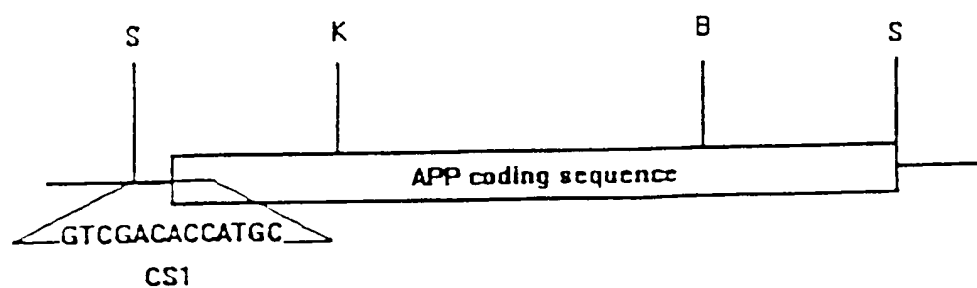 S K B S
APP coding sequence
GTCGACACCATGC
CS1